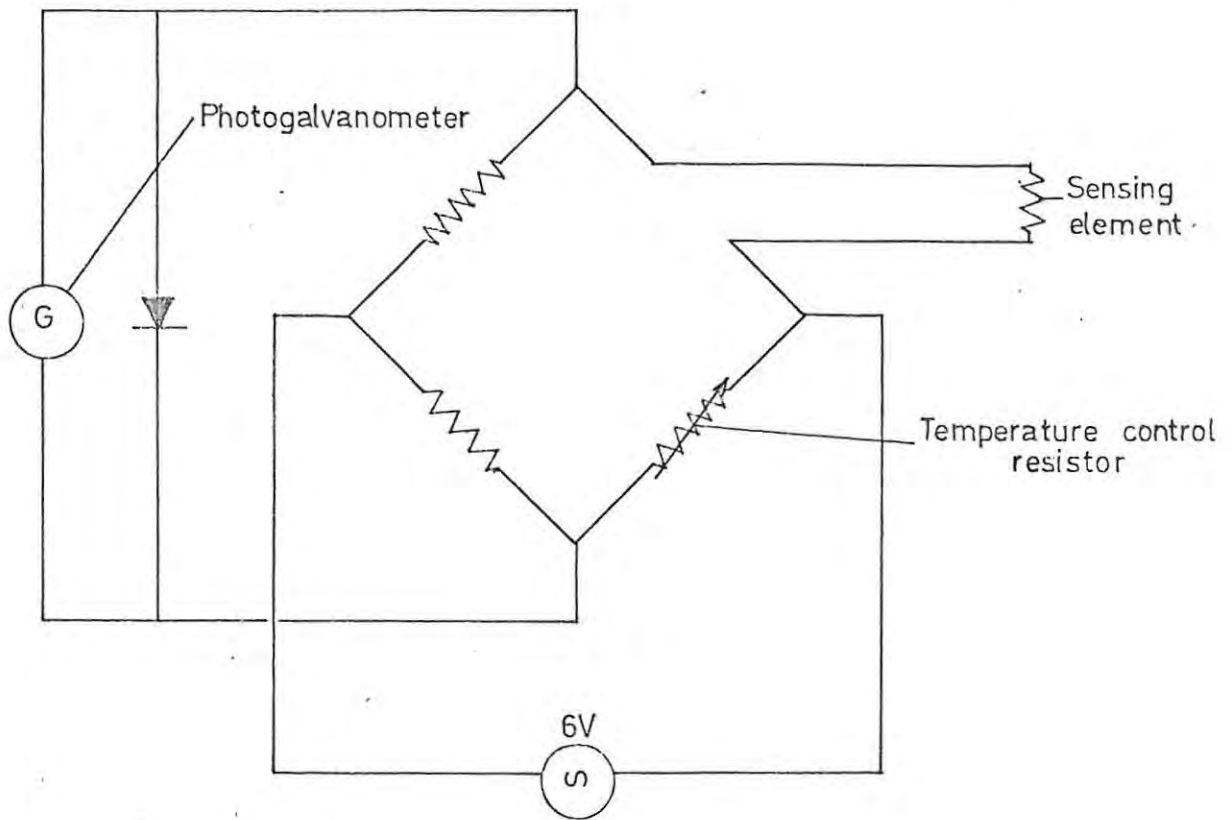 Photogalvanometer
Sensing
element
G
Temperature control
resistor
6V
S